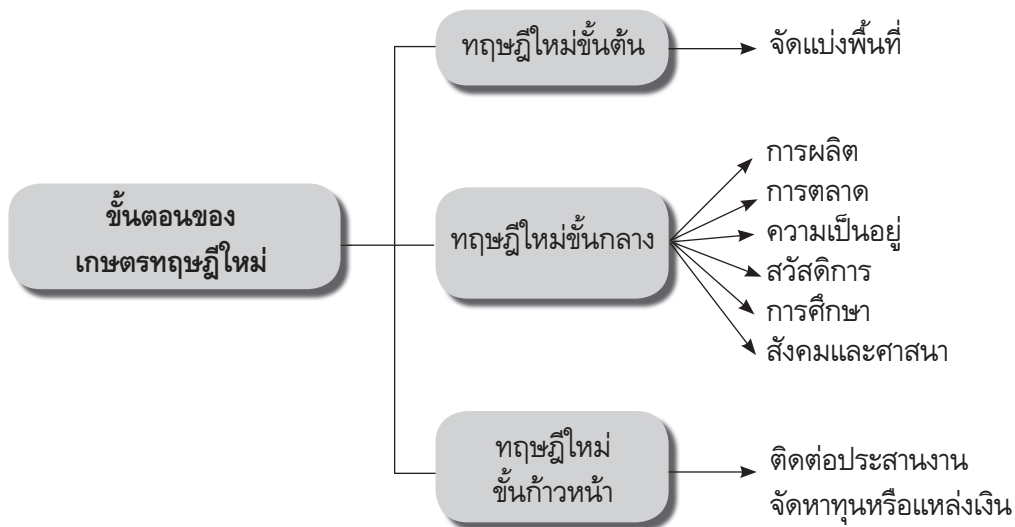 ทฤษฎีใหม่ขั้นต้น
จัดแบ่งพื้นที่
ขั้นตอนของ
เกษตรทฤษฎีใหม่
ทฤษฎีใหม่ขั้นกลาง
การผลิต
การตลาด
ความเป็นอยู่
สวัสดิการ
การศึกษา
สังคมและศาสนา
ทฤษฎีใหม่
ขั้นก้าวหน้า
ติดต่อประสานงาน
จัดหาทุนหรือแหล่งเงิน